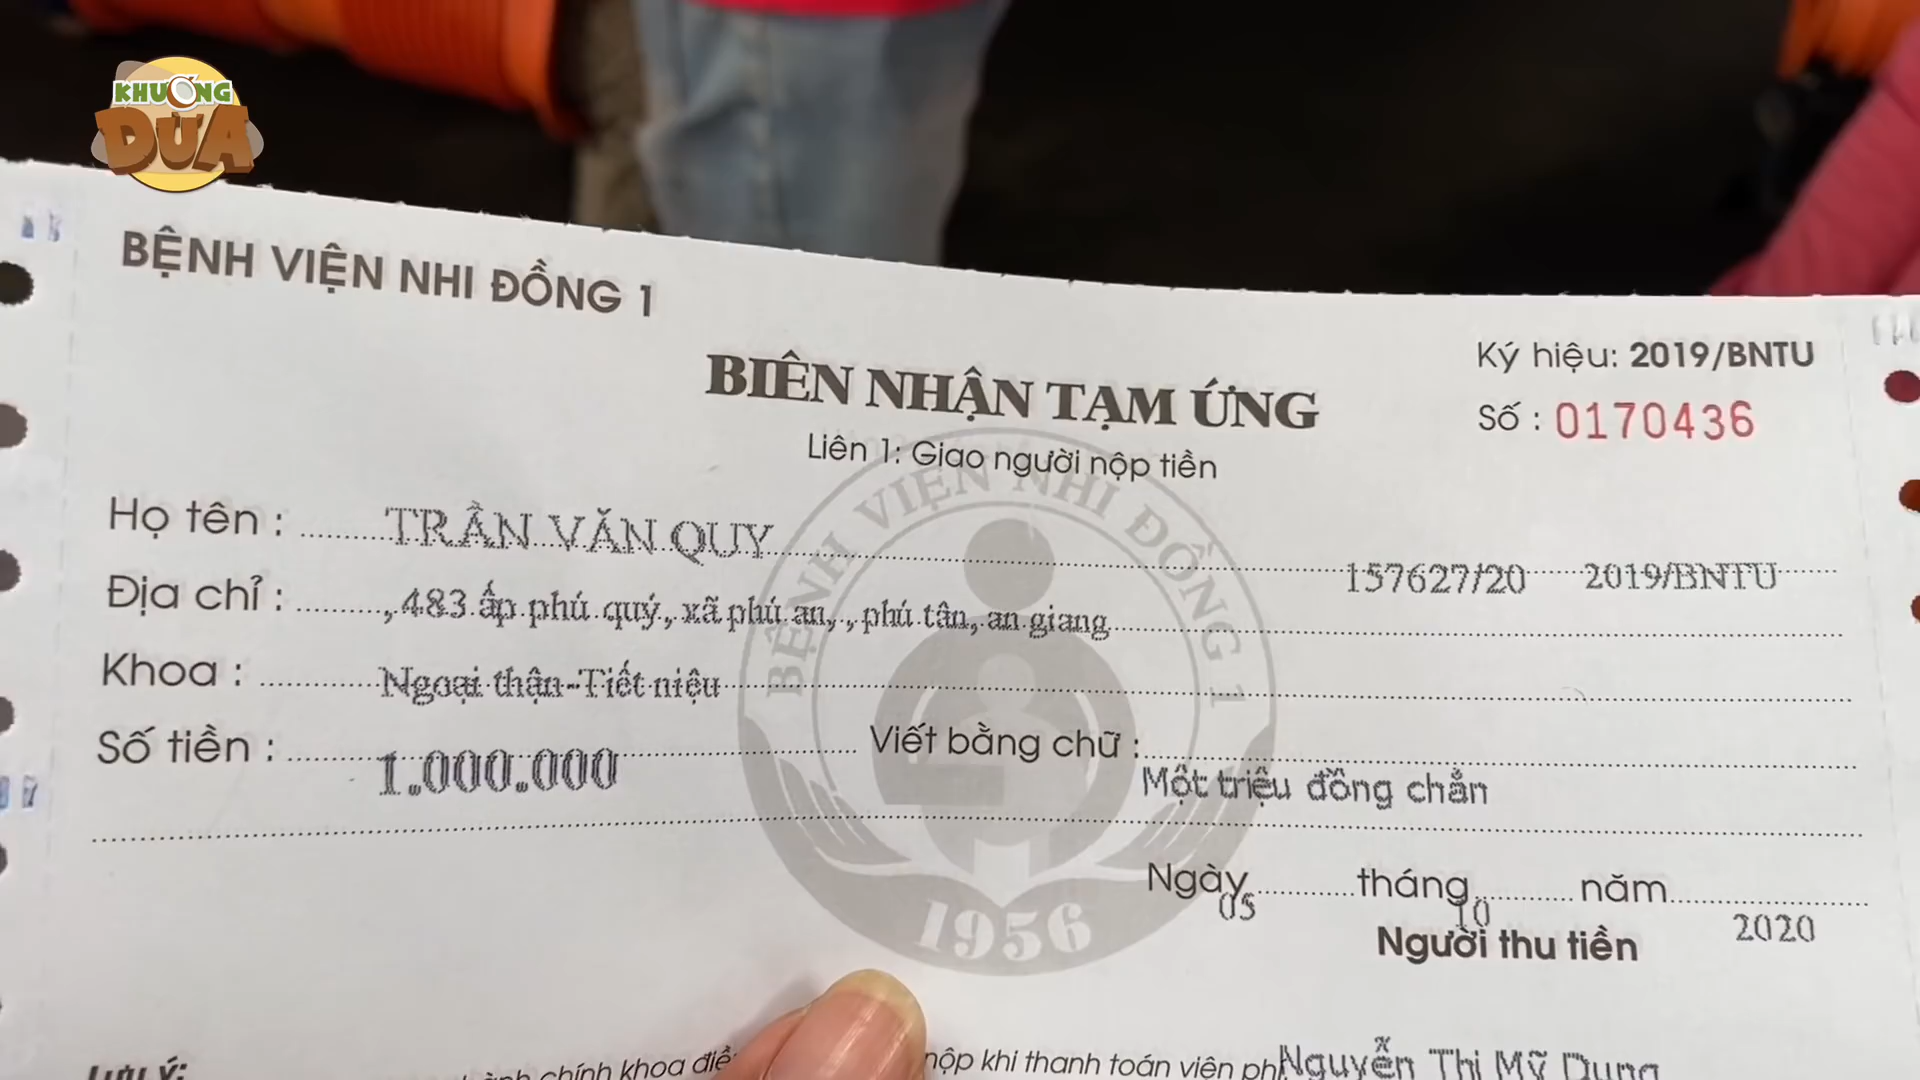 KHƯƠNG
DỪA
BỆNH VIỆN NHI ĐỒNG 1
Ký hiệu: 2019/BNTU
BIÊN NHẬN TẠM ỨNG
Số : 0170436
Liên 1: Giao người nộp tiền
BỆNH VIỆN NHI ĐỒNG 1
Họ tên : TRẦN VĂN QUY
157627/20 2019/BNTU
Địa chỉ : , 483 ấp phú quý, xã phú an, , phú tân, an giang
Khoa : Ngoại thận-Tiết niệu
Số tiền : 1.000.000 Viết bằng chữ :
Một triệu đồng chẵn
Ngày 05 tháng 10 năm 2020
1956
Người thu tiền
Lưu ý:
chính khoa nộp khi thanh toán viện
Nguyễn Thị Mỹ Dung